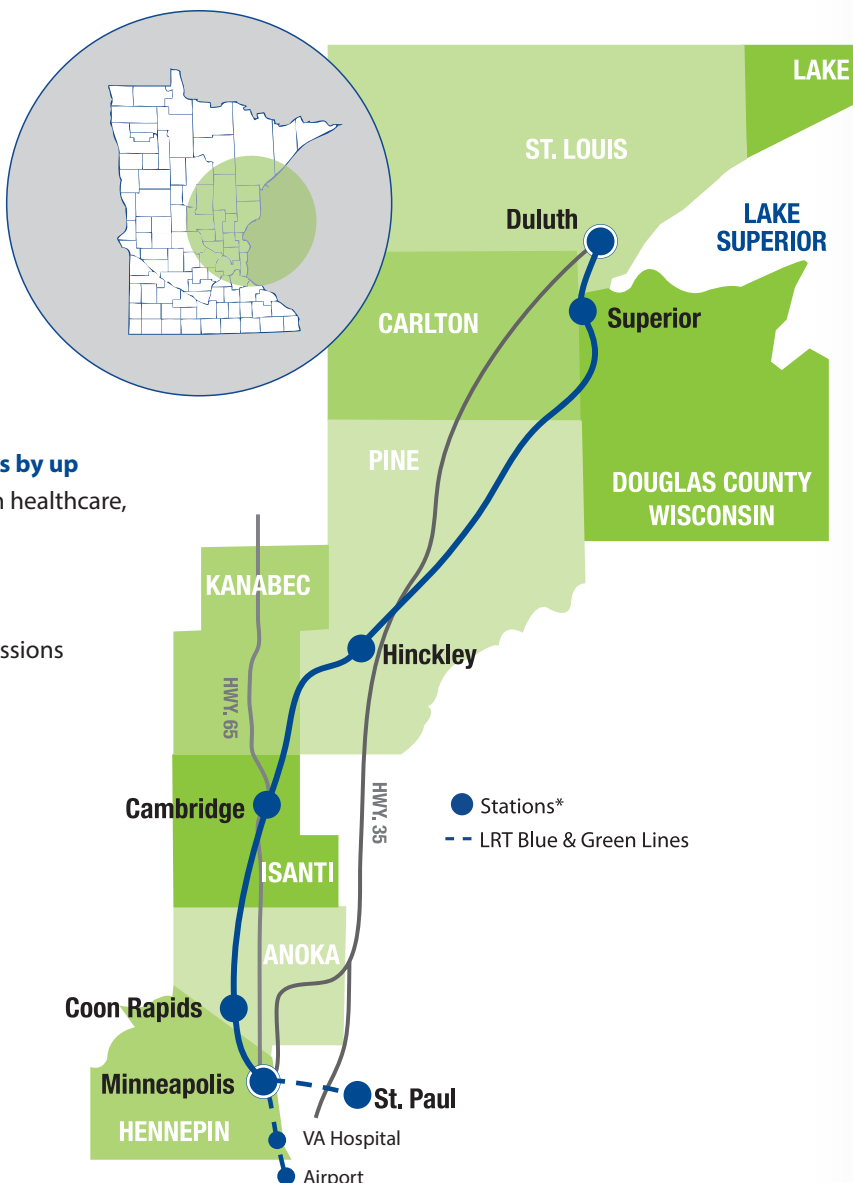 LAKE
ST. LOUIS
Duluth
LAKE
SUPERIOR
CARLTON
Superior
s by up
PINE
healthcare,
DOUGLAS COUNTY
WISCONSIN
KANABEC
ssions
Hinckley
HWY. 65
Cambridge
HWY. 35
Stations*
LRT Blue & Green Lines
ISANTI
ANOKA
Coon Rapids
Minneapolis
St. Paul
HENNEPIN
VA Hospital
Airport